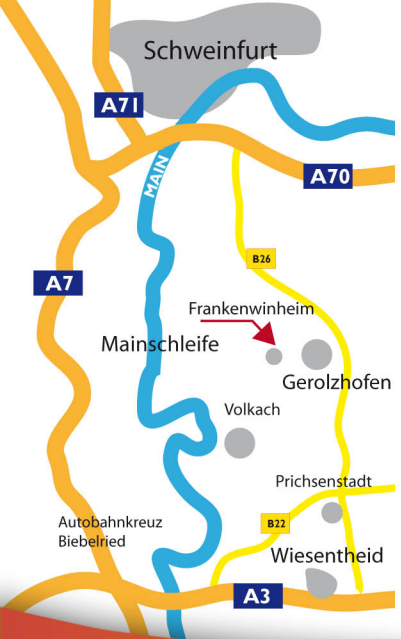 Schweinfurt
A71
MAIN
A70
B26
A7
Frankenwinheim
Mainschleife
Gerolzhofen
Volkach
Prichsenstadt
B22
Autobahnkreuz
Biebelried
Wiesentheid
A3